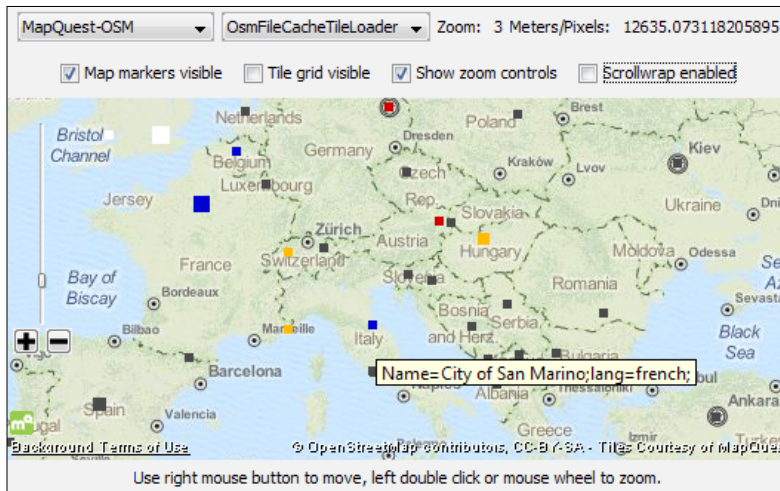 MapQuest-OSM OsmFileCacheTileLoader Zoom: 3 Meters/Pixels: 12635.073118205895
Map markers visible Tile grid visible Show zoom controls Scrollwrap enabled
Netherlands Poland Brest
Bristol Channel Dresden Kiev
Belgium Germany Kraków Lvov
Luxembourg Czech Rep.
Jersey Slovakia Ukraine
Zürich Austria Hungary Moldova Odessa
France Switzerland
Bay of Biscay Slovenia Romania
Bordeaux Bosnia and Herz. Serbia
Bilbao Marseille Italy Black Sea
Barcelona Name=City of San Marino;lang=french;
Bulgaria
Albania Thessaloniki Ankara
Spain Valencia Greece Izmir
Background Terms of Use © OpenStreetMap contributors, CC-BY-SA - Tiles Courtesy of MapQue
Use right mouse button to move, left double click or mouse wheel to zoom.